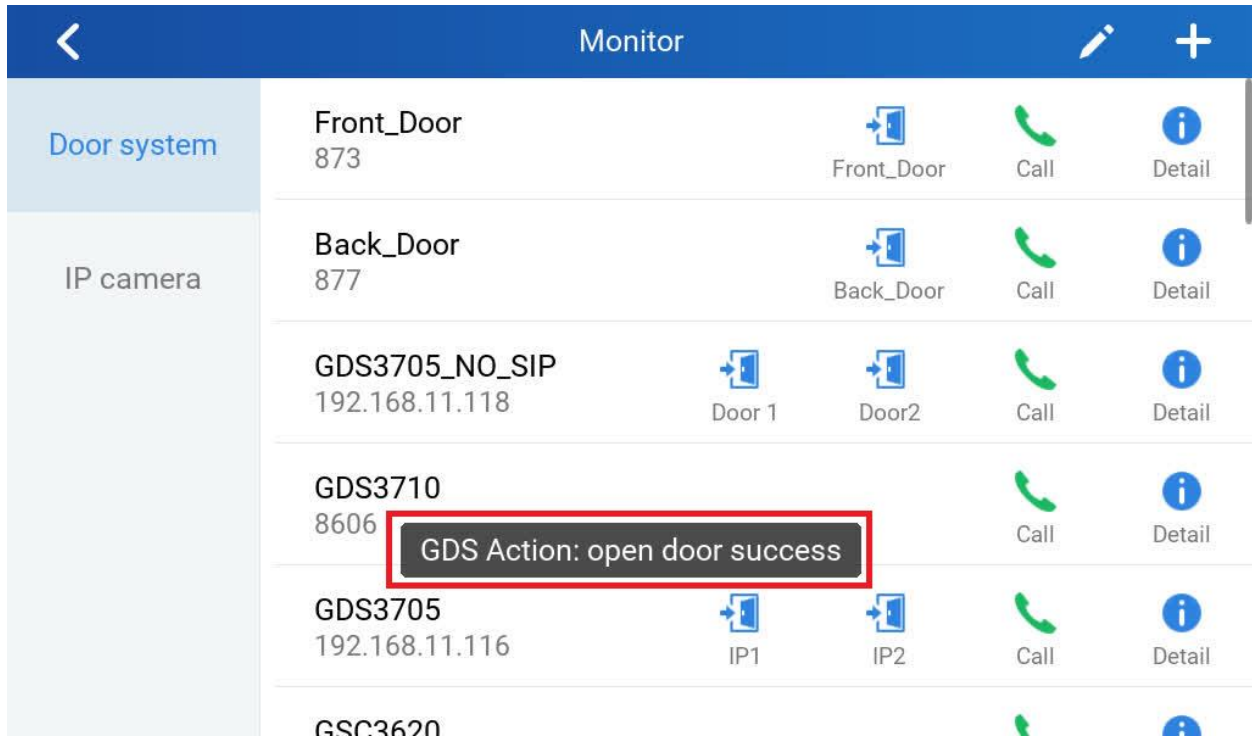 Monitor
Door system
IP camera
Front_Door
873
Front_Door Call Detail
Back_Door
877
Back_Door Call Detail
GDS3705_NO_SIP
192.168.11.118
Door 1 Door2 Call Detail
GDS3710
8606
Call Detail
GDS Action: open door success
GDS3705
192.168.11.116
IP1 IP2 Call Detail
GSC3620